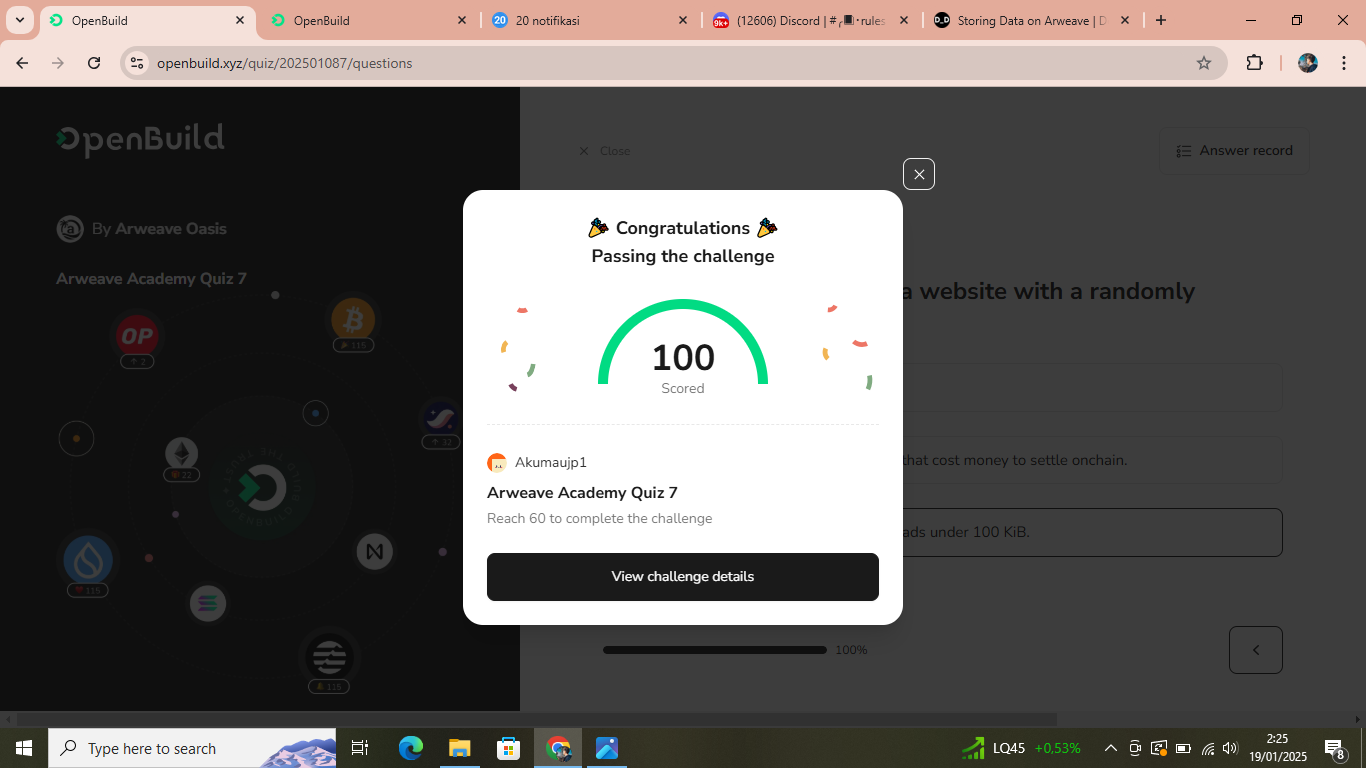 OpenBuild
OpenBuild
20
20 notifikasi
9k+
(12606) Discord | #
rules
D_D
Storing Data on Arweave | D
openbuild.xyz/quiz/202501087/questions
OpenBuild
By Arweave Oasis
Arweave Academy Quiz 7
OP
2
115
32
22
115
115
Close
Answer record
a website with a randomly
that cost money to settle onchain.
ads under 100 KiB.
100%
Congratulations
Passing the challenge
100
Scored
Akumaujp1
Arweave Academy Quiz 7
Reach 60 to complete the challenge
View challenge details
Type here to search
LQ45 +0,53%
2:25
19/01/2025
8